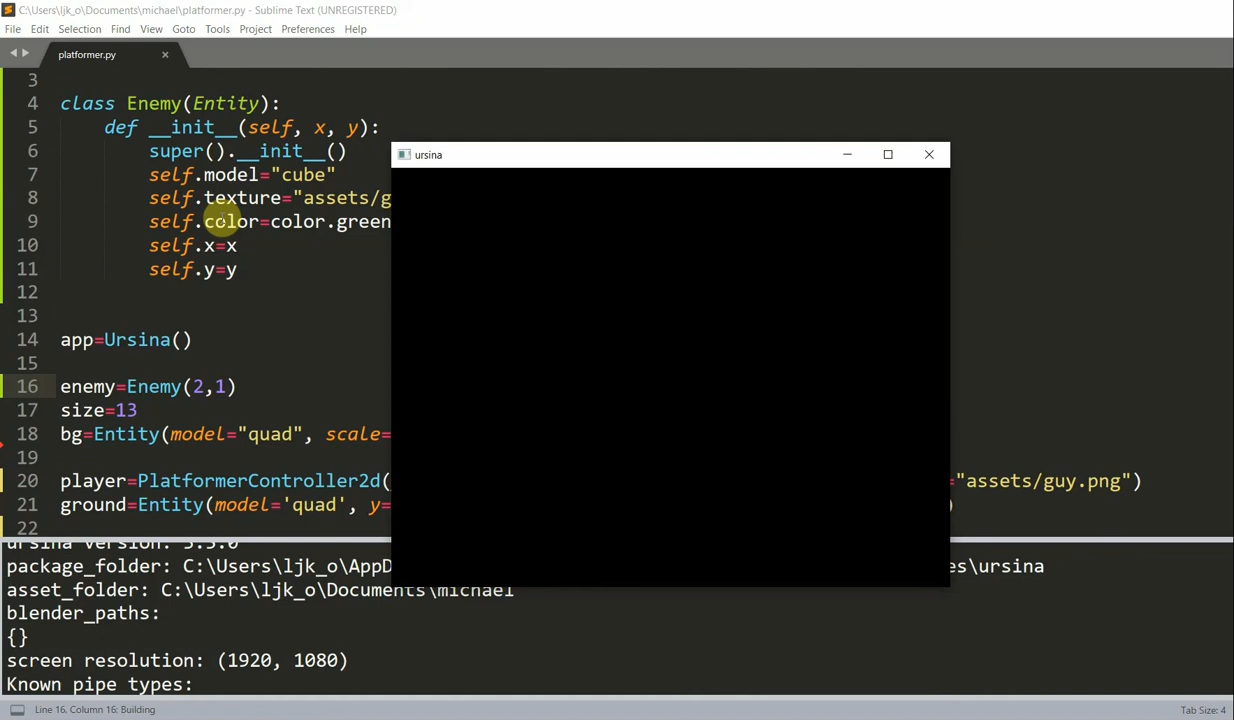 C:\Users\ljk_o\Documents\michael\platformer.py - Sublime Text (UNREGISTERED)
File Edit Selection Find View Goto Tools Project Preferences Help
platformer.py
3
4 class Enemy(Entity):
5 def __init__(self, x, y):
6 super().__init__()
7 self.model="cube"
8 self.texture="assets/g
9 self.color=color.green
10 self.x=x
11 self.y=y
12
13
14 app=Ursina()
15
16 enemy=Enemy(2,1)
17 size=13
18 bg=Entity(model="quad", scale=
19
20 player=PlatformerController2d( ="assets/guy.png")
21 ground=Entity(model='quad', y= )
22
ursina
ursina version: 3.3.0
package_folder: C:\Users\ljk_o\AppD es\ursina
asset_folder: C:\Users\ljk_o\Documents\michael
blender_paths:
{}
screen resolution: (1920, 1080)
Known pipe types:
Line 16, Column 16; Building
Tab Size: 4